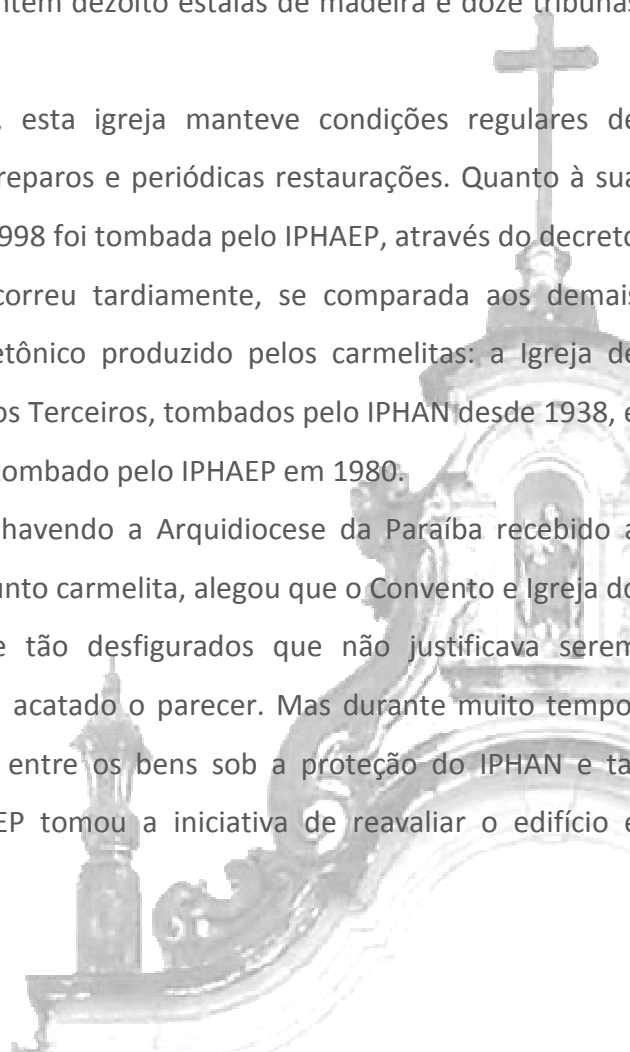 ntém dezoito estalas de madeira e doze tribunas
, esta igreja manteve condições regulares de
reparos e periódicas restaurações. Quanto à sua
998 foi tombada pelo IPHAEP, através do decreto
correu tardiamente, se comparada aos demais
etônico produzido pelos carmelitas: a Igreja de
os Terceiros, tombados pelo IPHAN desde 1938, e
tombado pelo IPHAEP em 1980.
havendo a Arquidiocese da Paraíba recebido a
unto carmelita, alegou que o Convento e Igreja do
e tão desfigurados que não justificava serem
acatado o parecer. Mas durante muito tempo,
entre os bens sob a proteção do IPHAN e tal
EP tomou a iniciativa de reavaliar o edifício e